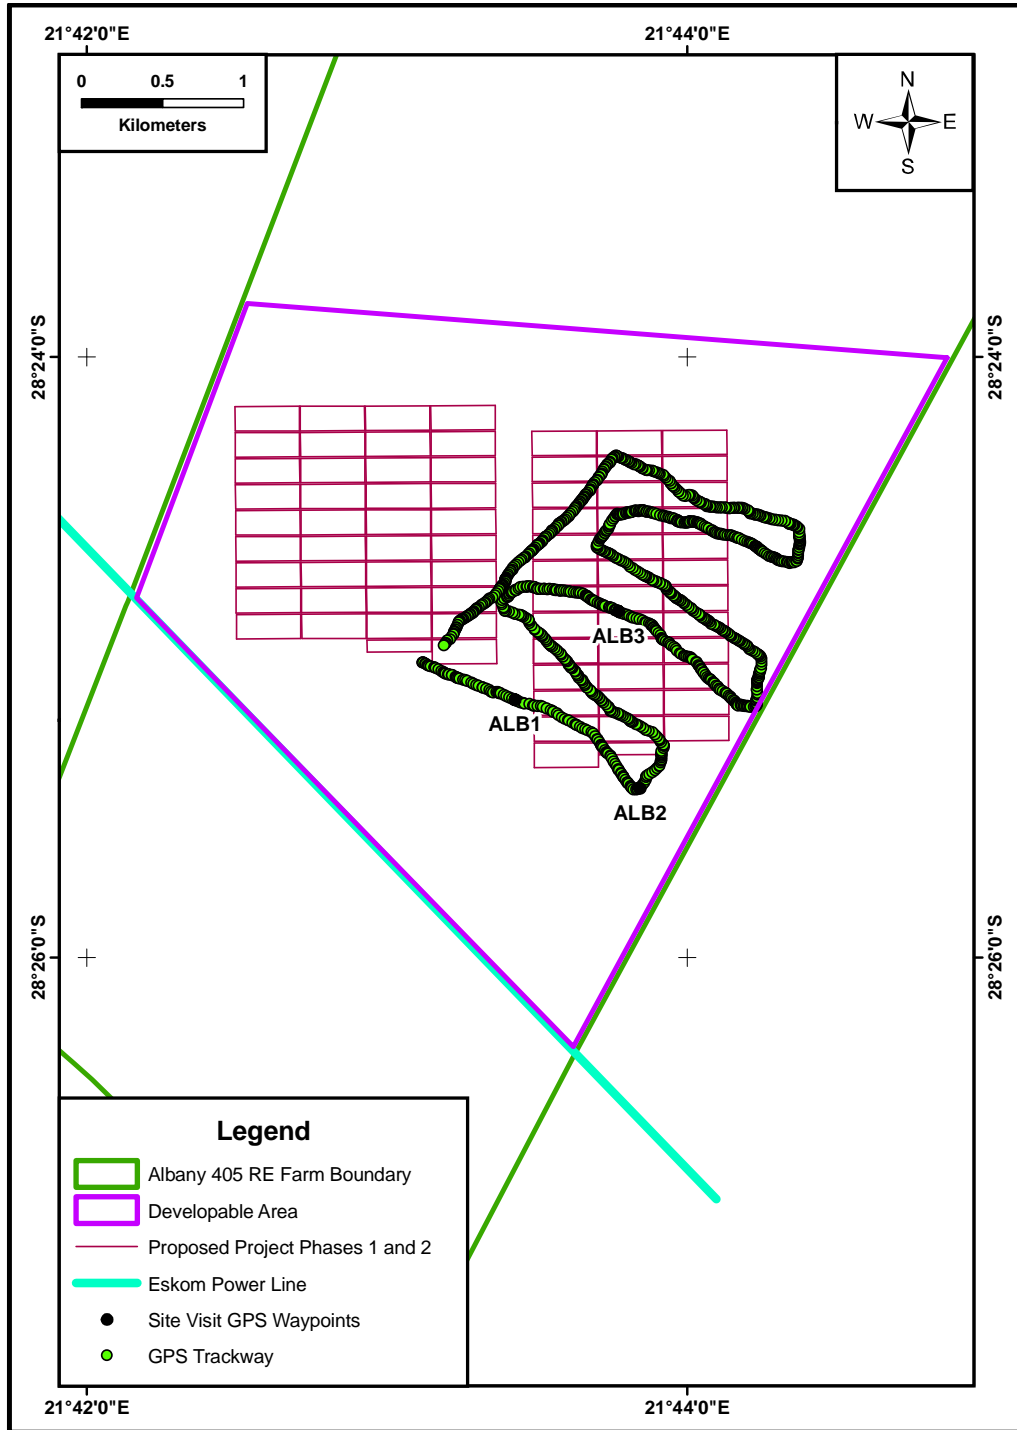 21°42'0"E 21°44'0"E
0 0.5 1
Kilometers
N
W E
S
28°24'0"S 28°24'0"S
ALB3
ALB1
ALB2
28°26'0"S 28°26'0"S
Legend
Albany 405 RE Farm Boundary
Developable Area
Proposed Project Phases 1 and 2
Eskom Power Line
Site Visit GPS Waypoints
GPS Trackway
21°42'0"E 21°44'0"E